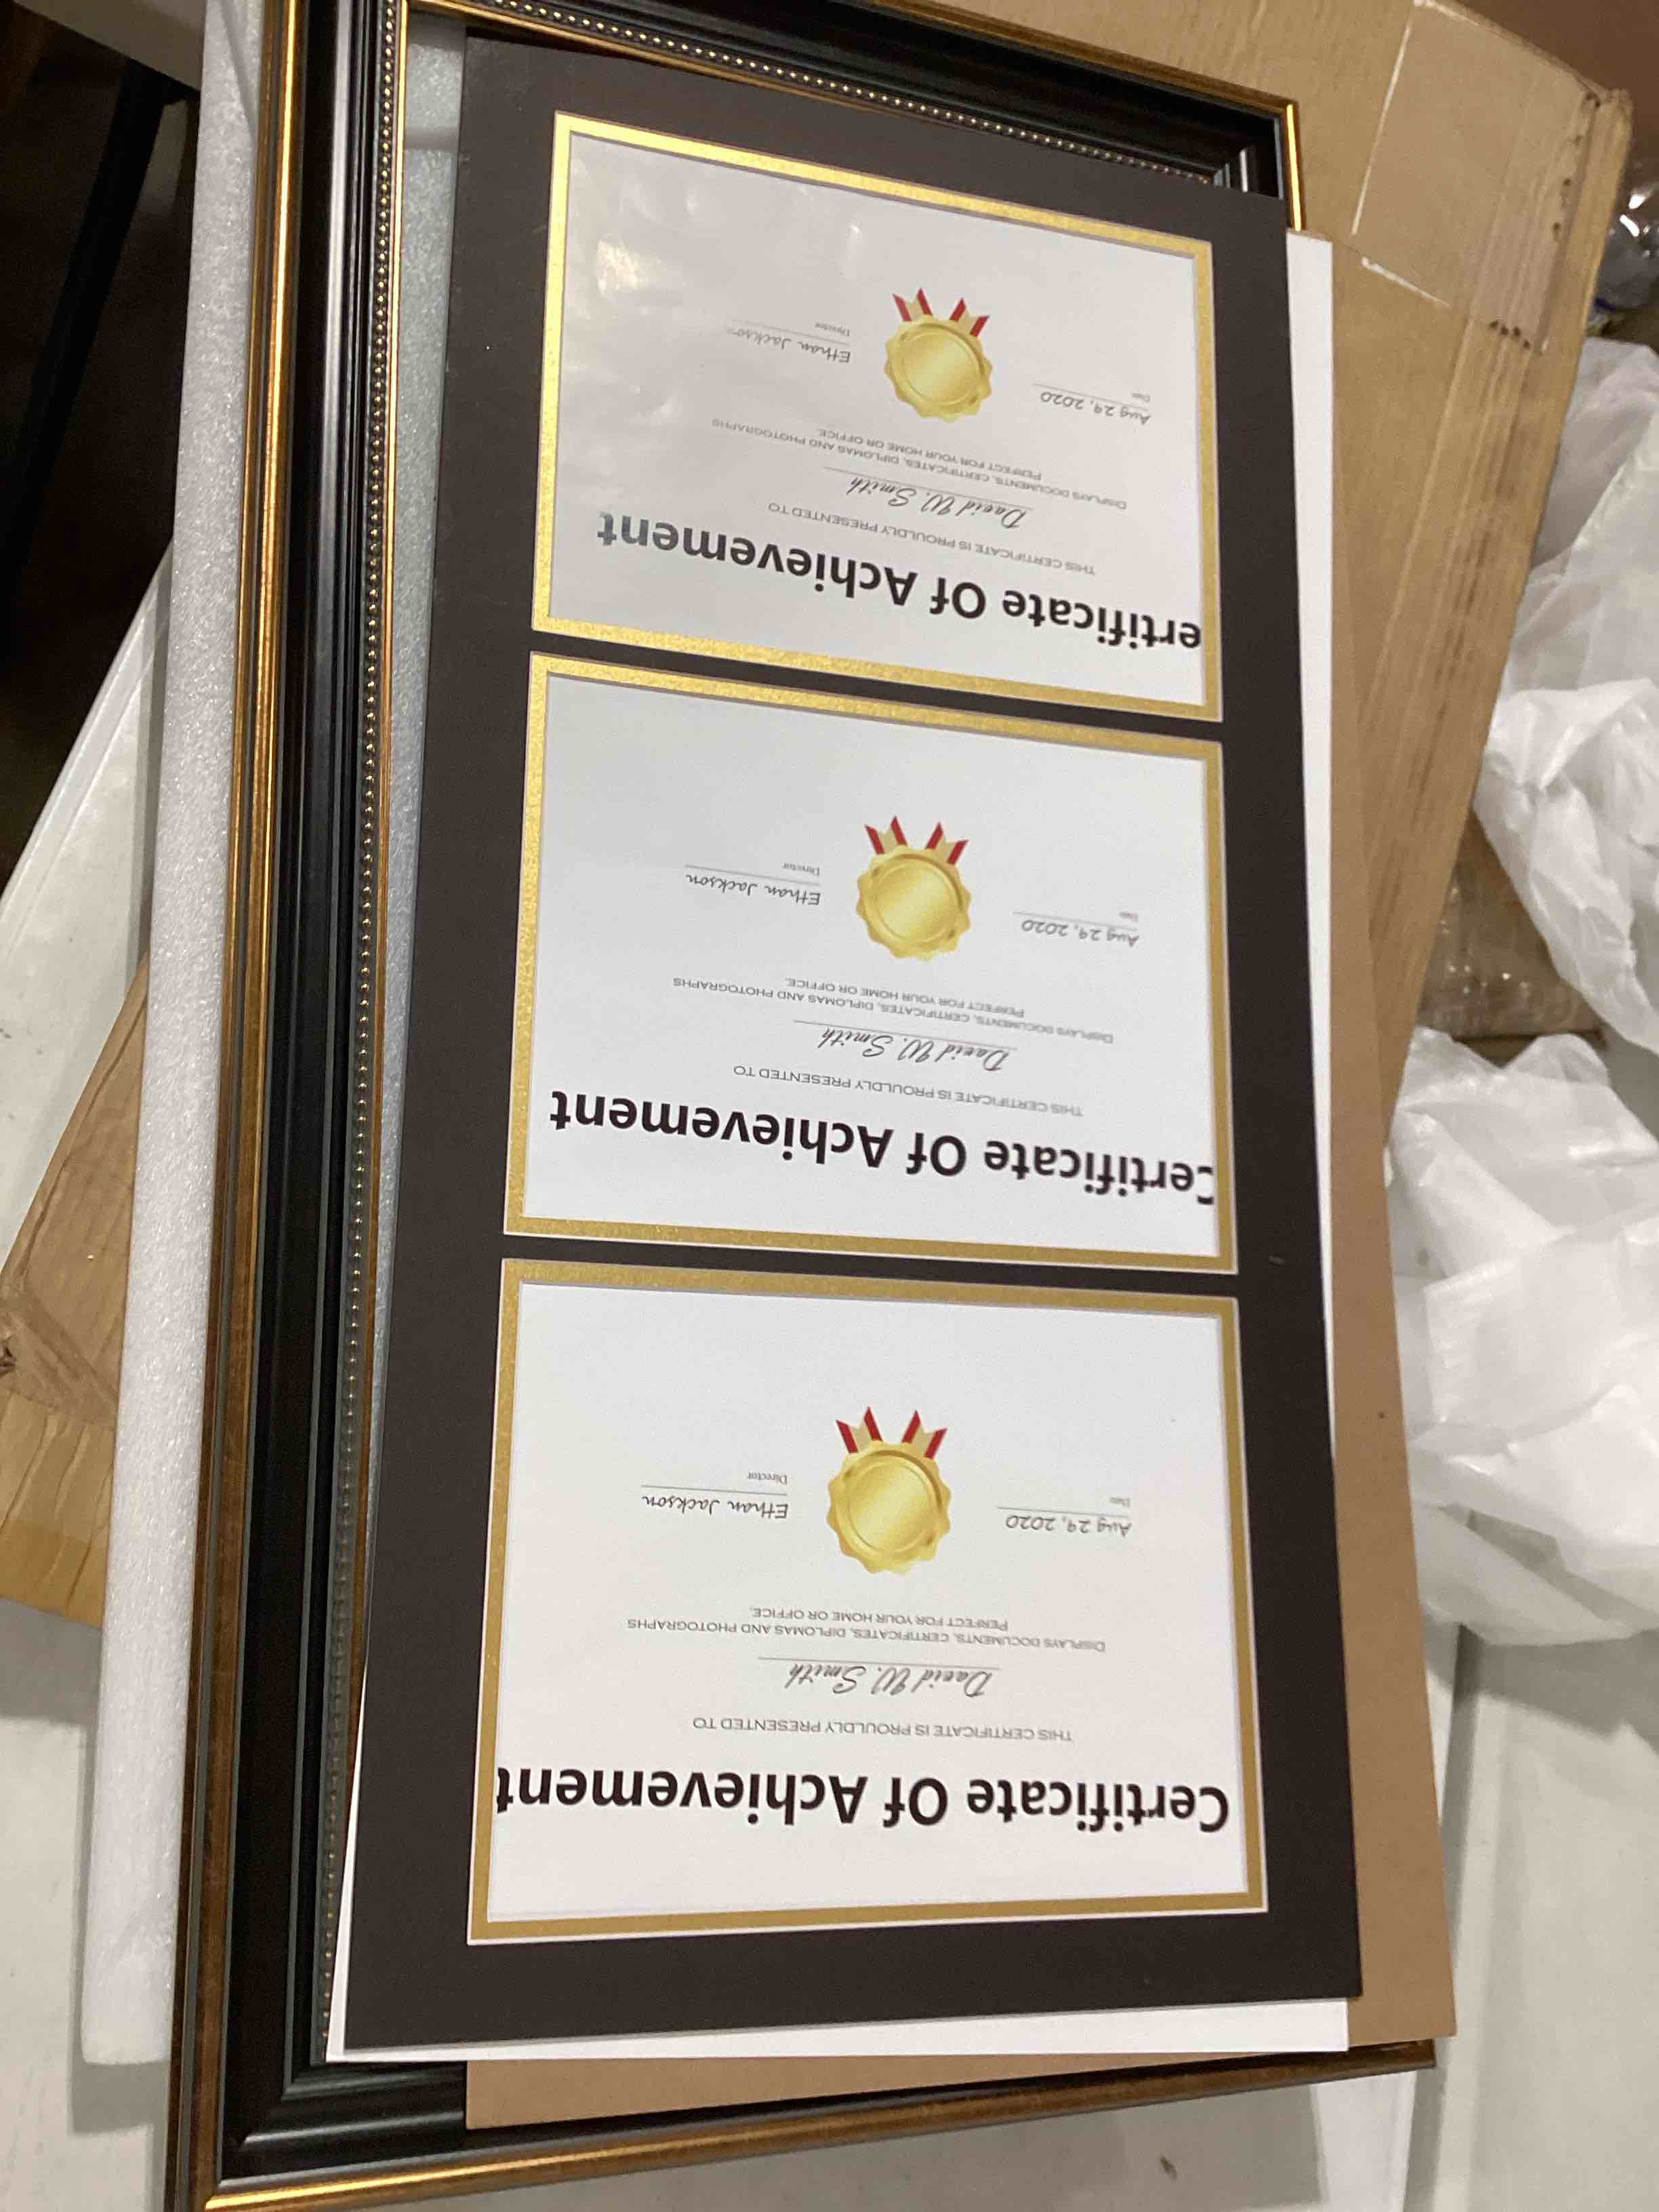 Certificate Of Achievement
THIS CERTIFICATE IS PROULDLY PRESENTED TO
David W. Smith
DISPLAYS DOCUMENTS, CERTIFICATES, DIPLOMAS AND PHOTOGRAPHS
PERFECT FOR YOUR HOME OR OFFICE.
Aug 29, 2020 Ethan Jackson
Date Director
Certificate Of Achievement
THIS CERTIFICATE IS PROULDLY PRESENTED TO
David W. Smith
DISPLAYS DOCUMENTS, CERTIFICATES, DIPLOMAS AND PHOTOGRAPHS
PERFECT FOR YOUR HOME OR OFFICE.
Aug 29, 2020 Ethan Jackson
Date Director
ertificate Of Achievement
THIS CERTIFICATE IS PROULDLY PRESENTED TO
David W. Smith
DISPLAYS DOCUMENTS, CERTIFICATES, DIPLOMAS AND PHOTOGRAPHS
PERFECT FOR YOUR HOME OR OFFICE.
Aug 29, 2020 Ethan Jackson
Date Director